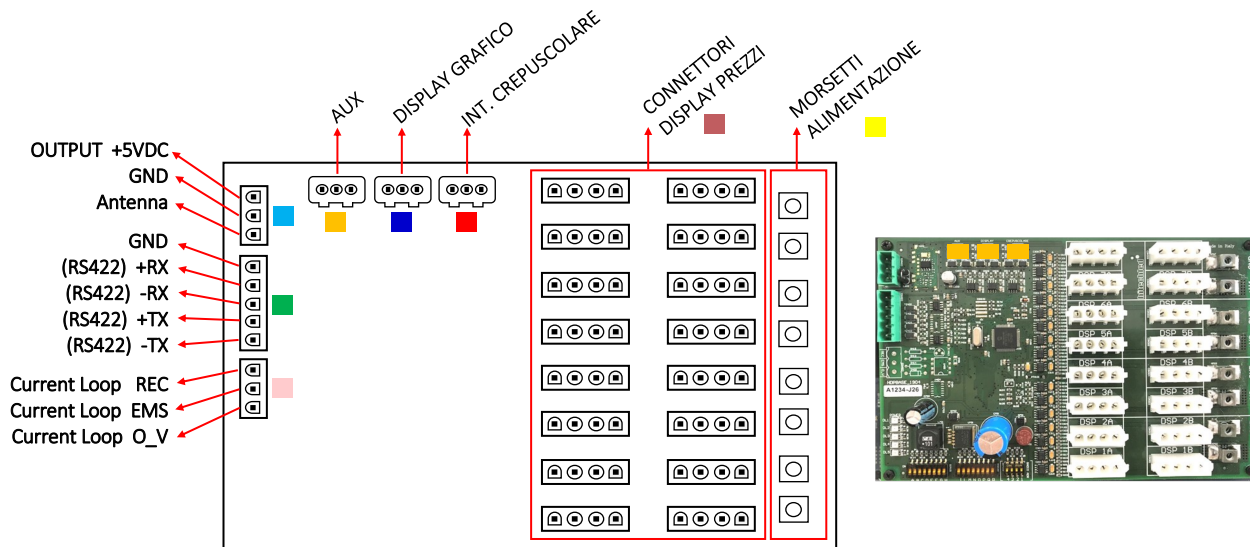 AUX
DISPLAY GRAFICO
INT. CREPUSCOLARE
CONNETTORI
DISPLAY PREZZI
MORSETTI
ALIMENTAZIONE
OUTPUT +5VDC
GND
Antenna
GND
(RS422) +RX
(RS422) -RX
(RS422) +TX
(RS422) -TX
Current Loop REC
Current Loop EMS
Current Loop O_V
DSP 6A
DSP 5A
DSP 5B
DSP 4A
DSP 4B
DSP 3A
DSP 3B
DSP 2A
DSP 2B
DSP 1A
DSP 1B
A1234-J26